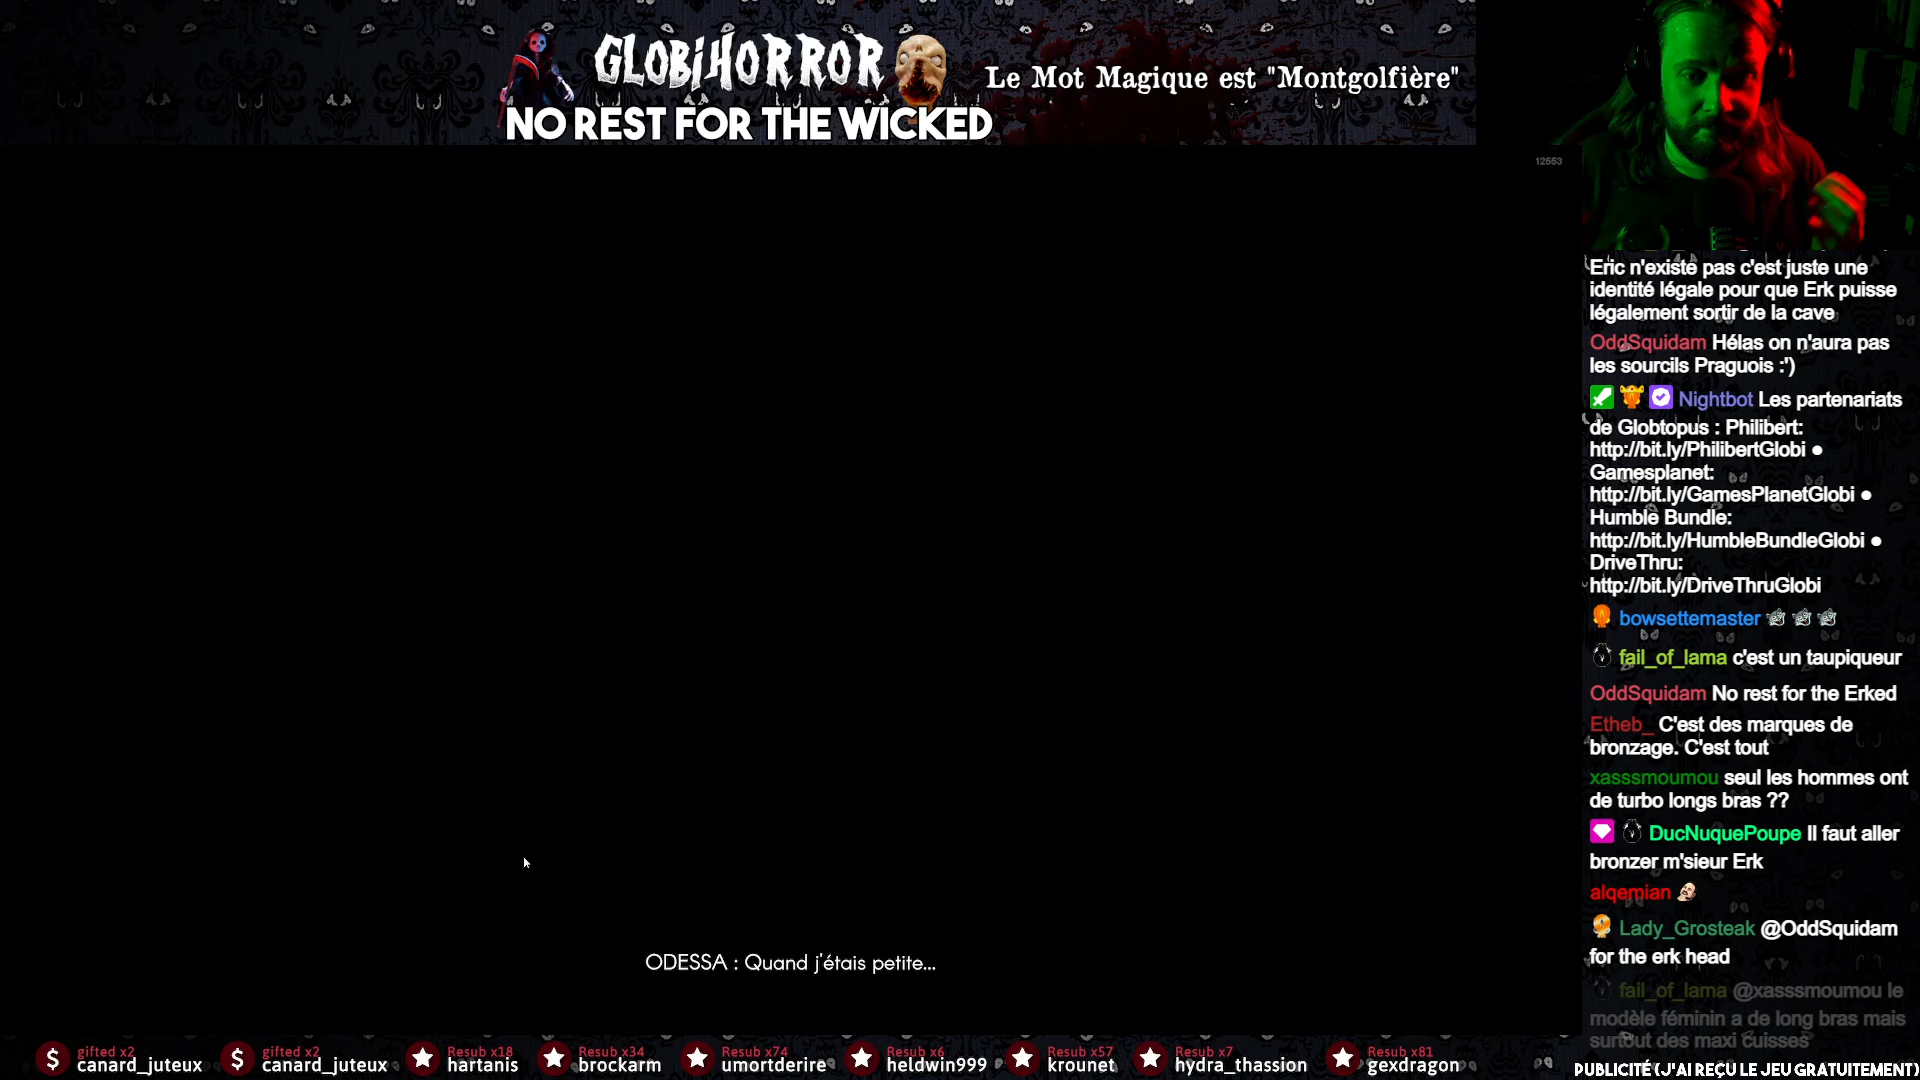 GLOBIHORROR
NO REST FOR THE WICKED
Le Mot Magique est "Montgolfière"
12553
Eric n'existe pas c'est juste une
identité légale pour que Erk puisse
légalement sortir de la cave
OddSquidam Hélas on n'aura pas
les sourcils Praguois :')
Nightbot Les partenariats
de Globtopus : Philibert:
http://bit.ly/PhilibertGlobi ●
Gamesplanet:
http://bit.ly/GamesPlanetGlobi ●
Humble Bundle:
http://bit.ly/HumbleBundleGlobi ●
DriveThru:
http://bit.ly/DriveThruGlobi
bowsettemaster
fail_of_lama c'est un taupiqueur
OddSquidam No rest for the Erked
Etheb_ C'est des marques de
bronzage. C'est tout
xasssmoumou seul les hommes ont
de turbo longs bras ??
DucNuquePoupe Il faut aller
bronzer m'sieur Erk
alqemian
Lady_Grosteak @OddSquidam
for the erk head
fail_of_lama @xasssmoumou le
modèle féminin a de long bras mais
surtout des maxi cuisses
ODESSA : Quand j'étais petite...
gifted x2
canard_juteux
gifted x2
canard_juteux
Resub x18
hartanis
Resub x34
brockarm
Resub x74
umortderire
Resub x6
heldwin999
Resub x57
krounet
Resub x7
hydra_thassion
Resub x81
gexdragon
PUBLICITÉ (J'AI REÇU LE JEU GRATUITEMENT)